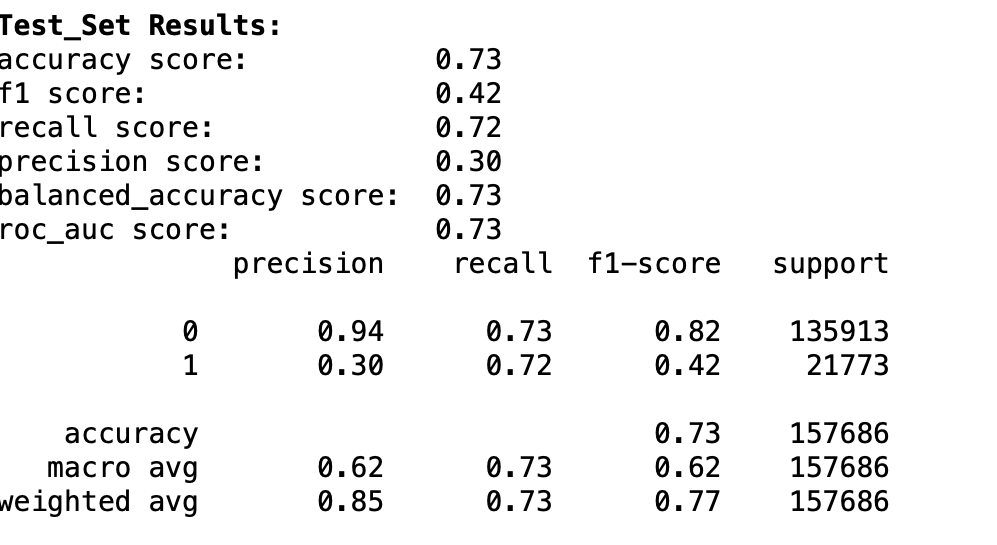 Test_Set Results:
accuracy score: 0.73
f1 score: 0.42
recall score: 0.72
precision score: 0.30
balanced_accuracy score: 0.73
roc_auc score: 0.73
precision recall f1-score support
0 0.94 0.73 0.82 135913
1 0.30 0.72 0.42 21773
accuracy 0.73 157686
macro avg 0.62 0.73 0.62 157686
weighted avg 0.85 0.73 0.77 157686